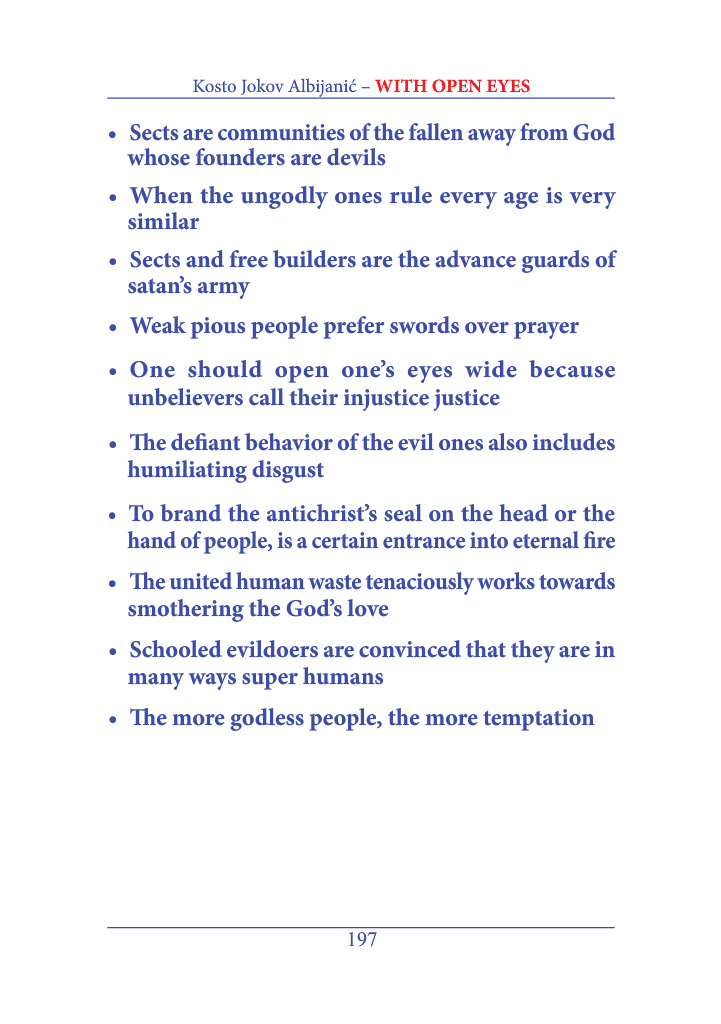 Kosto Jokov Albijanić – WITH OPEN EYES
• Sects are communities of the fallen away from God
whose founders are devils
• When the ungodly ones rule every age is very
similar
• Sects and free builders are the advance guards of
satan’s army
• Weak pious people prefer swords over prayer
• One should open one’s eyes wide because
unbelievers call their injustice justice
• The defiant behavior of the evil ones also includes
humiliating disgust
• To brand the antichrist’s seal on the head or the
hand of people, is a certain entrance into eternal fire
• The united human waste tenaciously works towards
smothering the God’s love
• Schooled evildoers are convinced that they are in
many ways super humans
• The more godless people, the more temptation
197